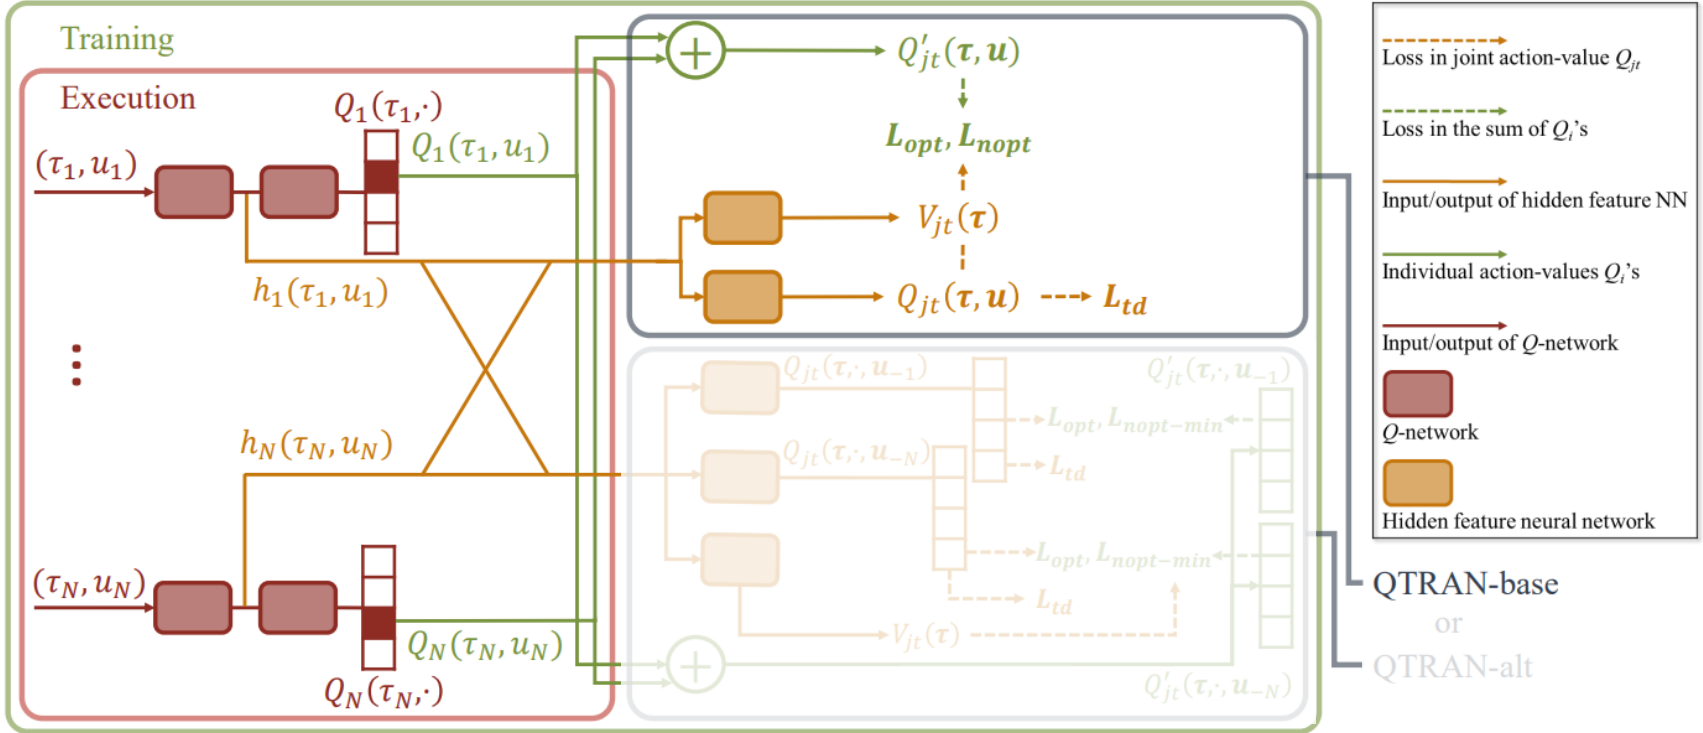 Training
Execution
(τ₁, u₁)
Q₁(τ₁,·)
Q₁(τ₁, u₁)
h₁(τ₁, u₁)
hN(τN, uN)
(τN, uN)
QN(τN, uN)
QN(τN,·)
Q′jt(τ, u)
Lopt, Lnopt
Vjt(τ)
Qjt(τ, u)
Ltd
Qjt(τ,·, u₋₁)
Q′jt(τ,·, u₋₁)
Lopt, Lnopt−min
Qjt(τ,·, u₋N)
Ltd
Lopt, Lnopt−min
Ltd
Vjt(τ)
Q′jt(τ,·, u₋N)
Loss in joint action-value Qjt
Loss in the sum of Qi's
Input/output of hidden feature NN
Individual action-values Qi's
Input/output of Q-network
Q-network
Hidden feature neural network
QTRAN-base
or
QTRAN-alt